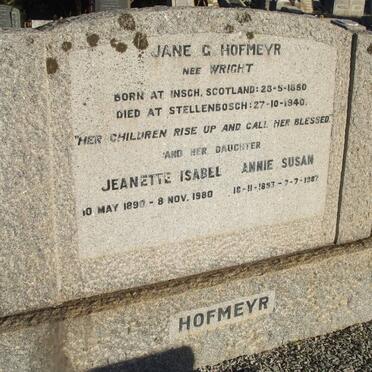 JANE G. HOFMEYR
NEE WRIGHT
BORN AT INSCH, SCOTLAND: 28-5-1860
DIED AT STELLENBOSCH: 27-10-1940.
"HER CHILDREN RISE UP AND CALL HER BLESSED."
AND HER DAUGHTER
JEANETTE ISABEL ANNIE SUSAN
10 MAY 1890 - 8 NOV. 1980 16-11-1897 - 7-7-1987
HOFMEYR